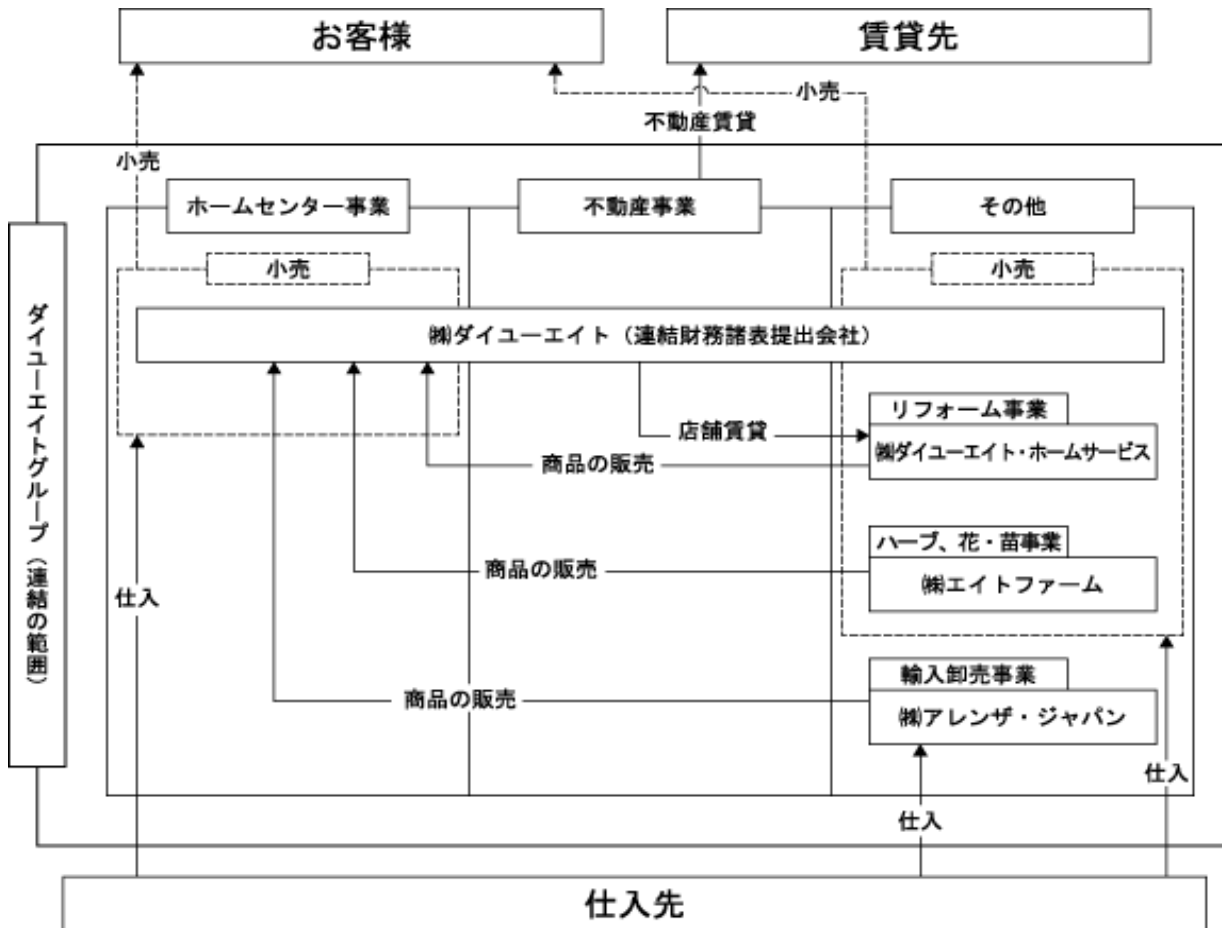 お客様
賃貸先
小売
不動産賃貸
小売
ホームセンター事業
不動産事業
その他
小売
小売
㈱ダイユーエイト（連結財務諸表提出会社）
リフォーム事業
店舗賃貸
㈱ダイユーエイト・ホームサービス
商品の販売
ハーブ、花・苗事業
商品の販売
㈱エイトファーム
仕入
輸入卸売事業
商品の販売
㈱アレンザ・ジャパン
仕入
仕入
ダイユーエイトグループ（連結の範囲）
仕入先